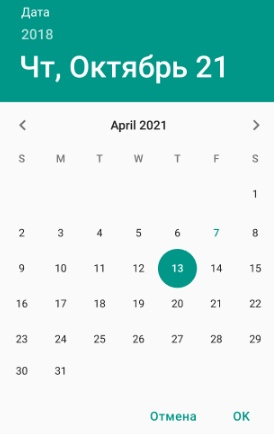 Дата
2018
Чт, Октябрь 21
April 2021
S M T W T F S
1
2 3 4 5 6 7 8
9 10 11 12 13 14 15
16 17 18 19 20 21 22
23 24 25 26 27 28 29
30 31
Отмена OK